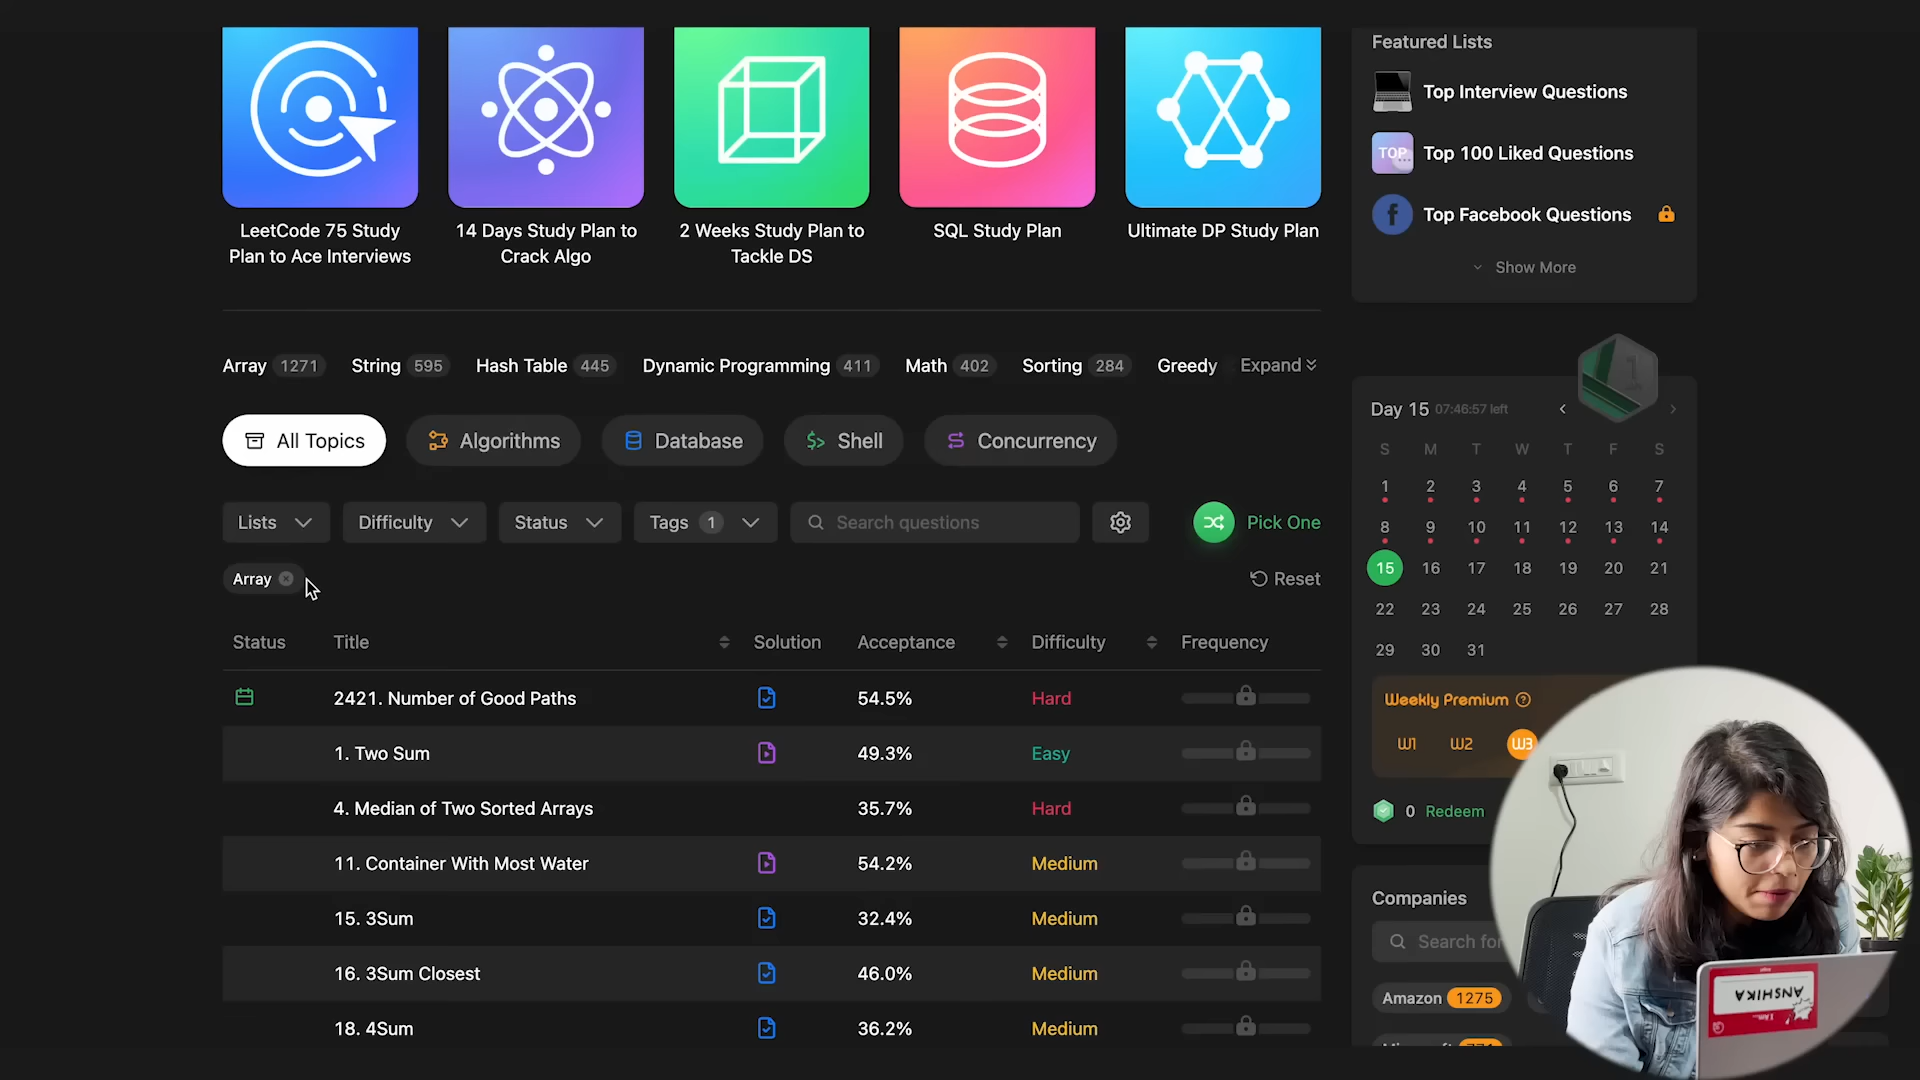 Featured Lists
Top Interview Questions
TOP
Top 100 Liked Questions
Top Facebook Questions
Show More
LeetCode 75 Study
Plan to Ace Interviews
14 Days Study Plan to
Crack Algo
2 Weeks Study Plan to
Tackle DS
SQL Study Plan
Ultimate DP Study Plan
Array 1271 String 595 Hash Table 445 Dynamic Programming 411 Math 402 Sorting 284 Greedy Expand
All Topics Algorithms Database Shell Concurrency
Lists Difficulty Status Tags 1 Search questions Pick One
Array Reset
Status Title Solution Acceptance Difficulty Frequency
2421. Number of Good Paths 54.5% Hard
1. Two Sum 49.3% Easy
4. Median of Two Sorted Arrays 35.7% Hard
11. Container With Most Water 54.2% Medium
15. 3Sum 32.4% Medium
16. 3Sum Closest 46.0% Medium
18. 4Sum 36.2% Medium
Day 15 07:46:57 left
S M T W T F S
1 2 3 4 5 6 7
8 9 10 11 12 13 14
15 16 17 18 19 20 21
22 23 24 25 26 27 28
29 30 31
Weekly Premium
W1 W2 W3
0 Redeem
Companies
Search for
Amazon 1275
ANSHIKA